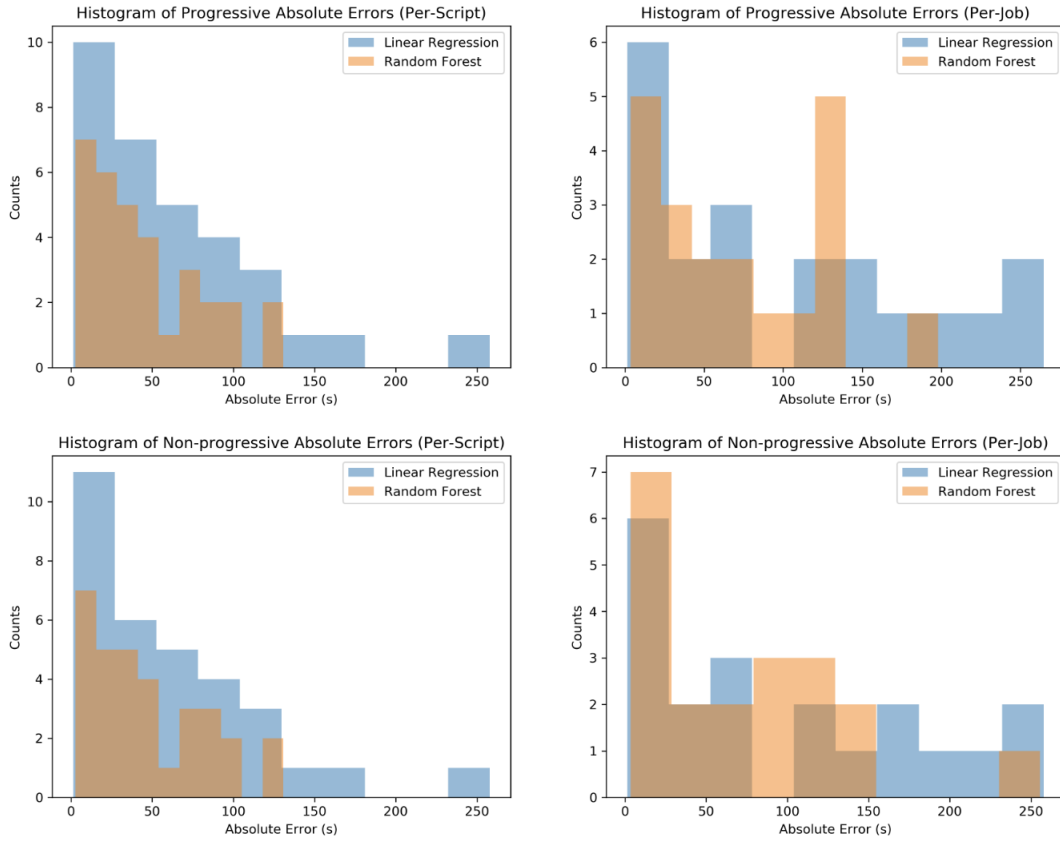 Histogram of Progressive Absolute Errors (Per-Script)
Linear Regression
Random Forest
10
8
6
4
2
0
Counts
0 50 100 150 200 250
Absolute Error (s)
Histogram of Progressive Absolute Errors (Per-Job)
Linear Regression
Random Forest
6
5
4
3
2
1
0
Counts
0 50 100 150 200 250
Absolute Error (s)
Histogram of Non-progressive Absolute Errors (Per-Script)
Linear Regression
Random Forest
10
8
6
4
2
0
Counts
0 50 100 150 200 250
Absolute Error (s)
Histogram of Non-progressive Absolute Errors (Per-Job)
Linear Regression
Random Forest
7
6
5
4
3
2
1
0
Counts
0 50 100 150 200 250
Absolute Error (s)